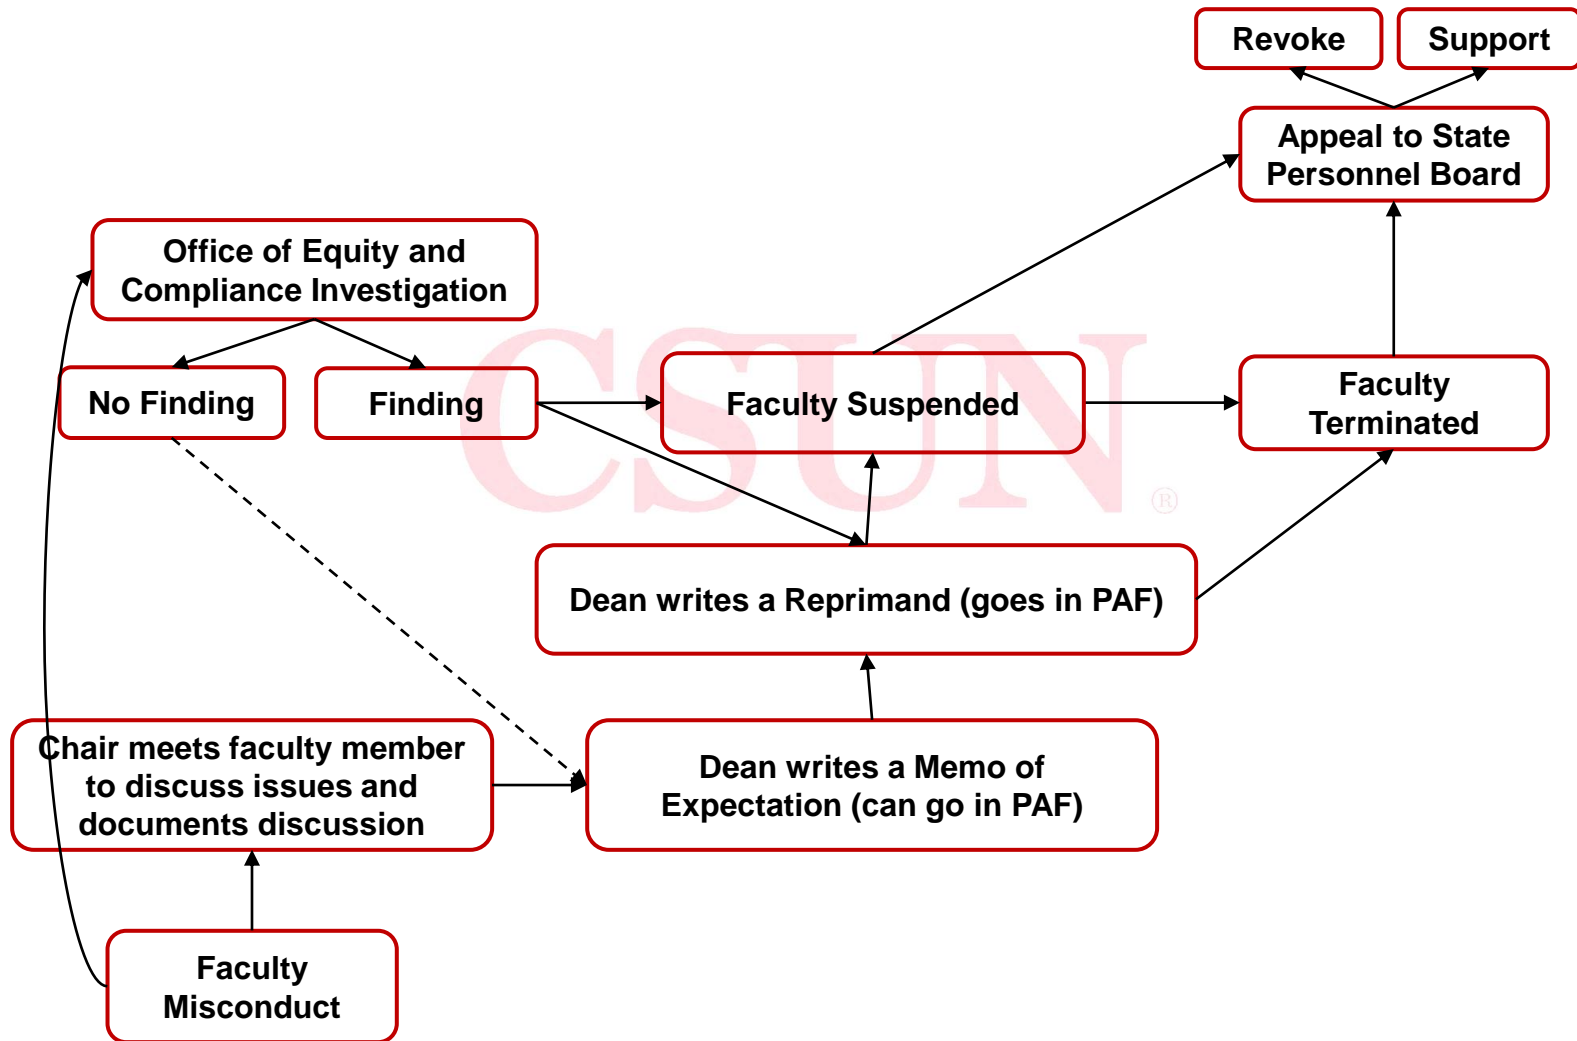 Revoke
Support
Appeal to State
Personnel Board
Office of Equity and
Compliance Investigation
No Finding
Finding
Faculty Suspended
Faculty
Terminated
CSUN
®
Dean writes a Reprimand (goes in PAF)
Chair meets faculty member
to discuss issues and
documents discussion
Dean writes a Memo of
Expectation (can go in PAF)
Faculty
Misconduct